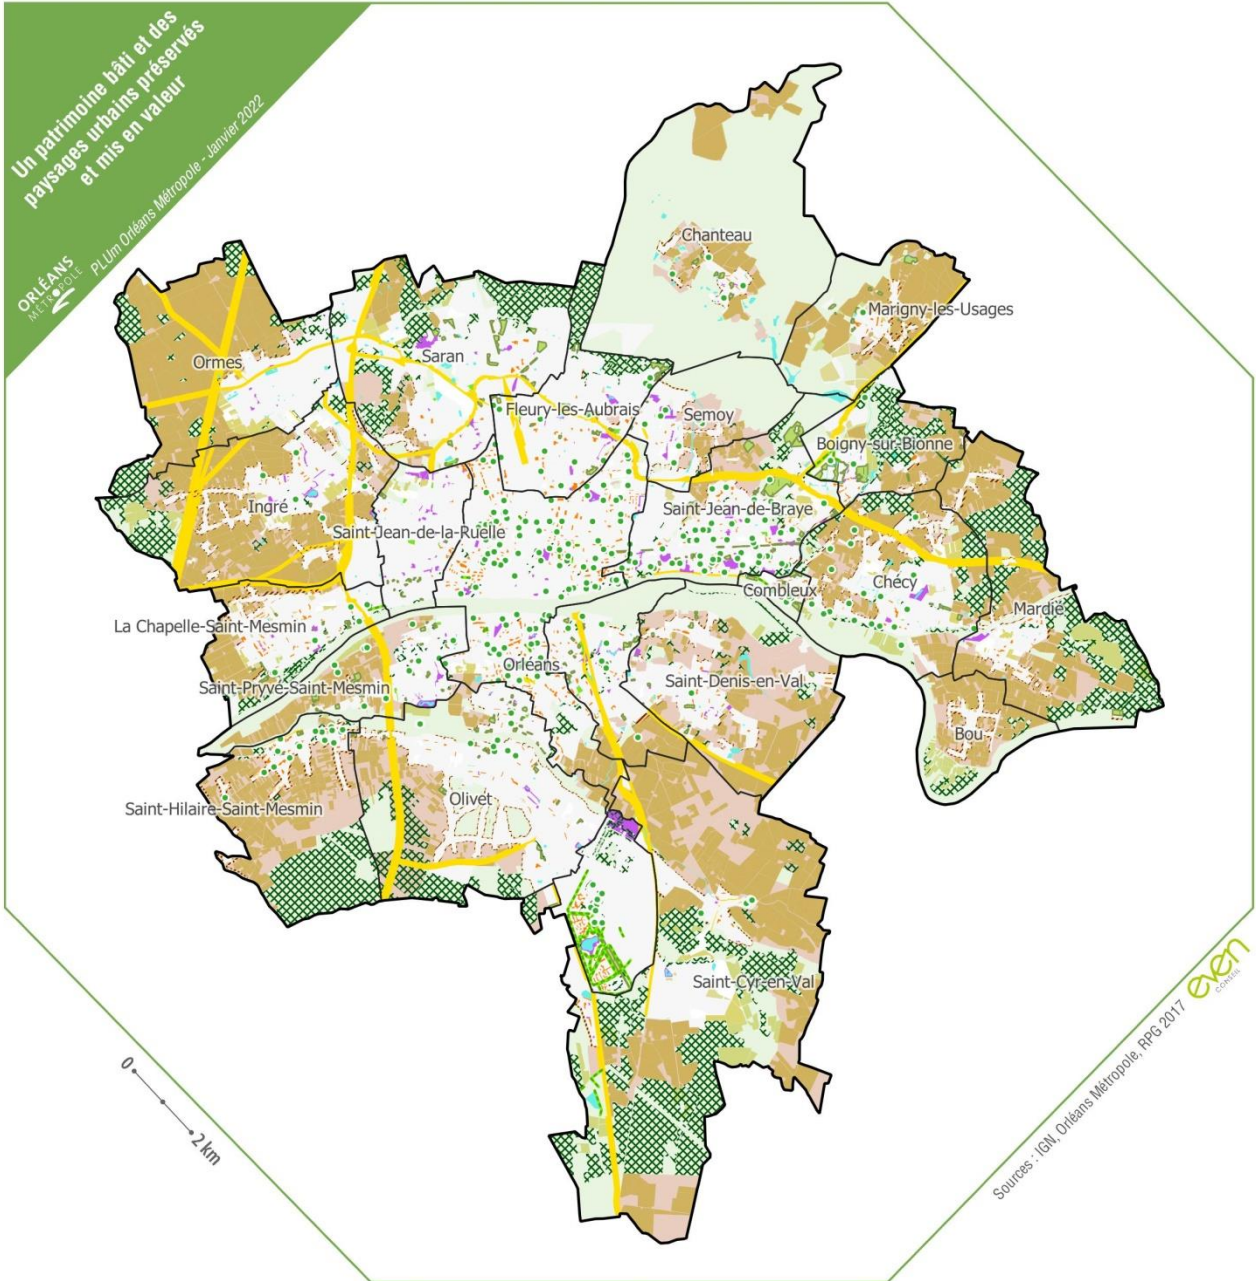 Un patrimoine bâti et des
paysages urbains préservés
et mis en valeur
PLUm Orléans Métropole - Janvier 2022
ORLÉANS
MÉTROPOLE
Chanteau
Marigny-les-Usages
Ormes
Saran
Fleury-les-Aubrais
Semoy
Boigny-sur-Bionne
Ingré
Saint-Jean-de-la-Ruelle
Saint-Jean-de-Braye
Combleux
Chécy
Mardié
La Chapelle-Saint-Mesmin
Saint-Pryvé-Saint-Mesmin
Orléans
Saint-Denis-en-Val
Bou
Saint-Hilaire-Saint-Mesmin
Olivet
Saint-Cyr-en-Val
0
2 km
Sources : IGN, Orléans Métropole, RPG 2017
even
CONSEIL